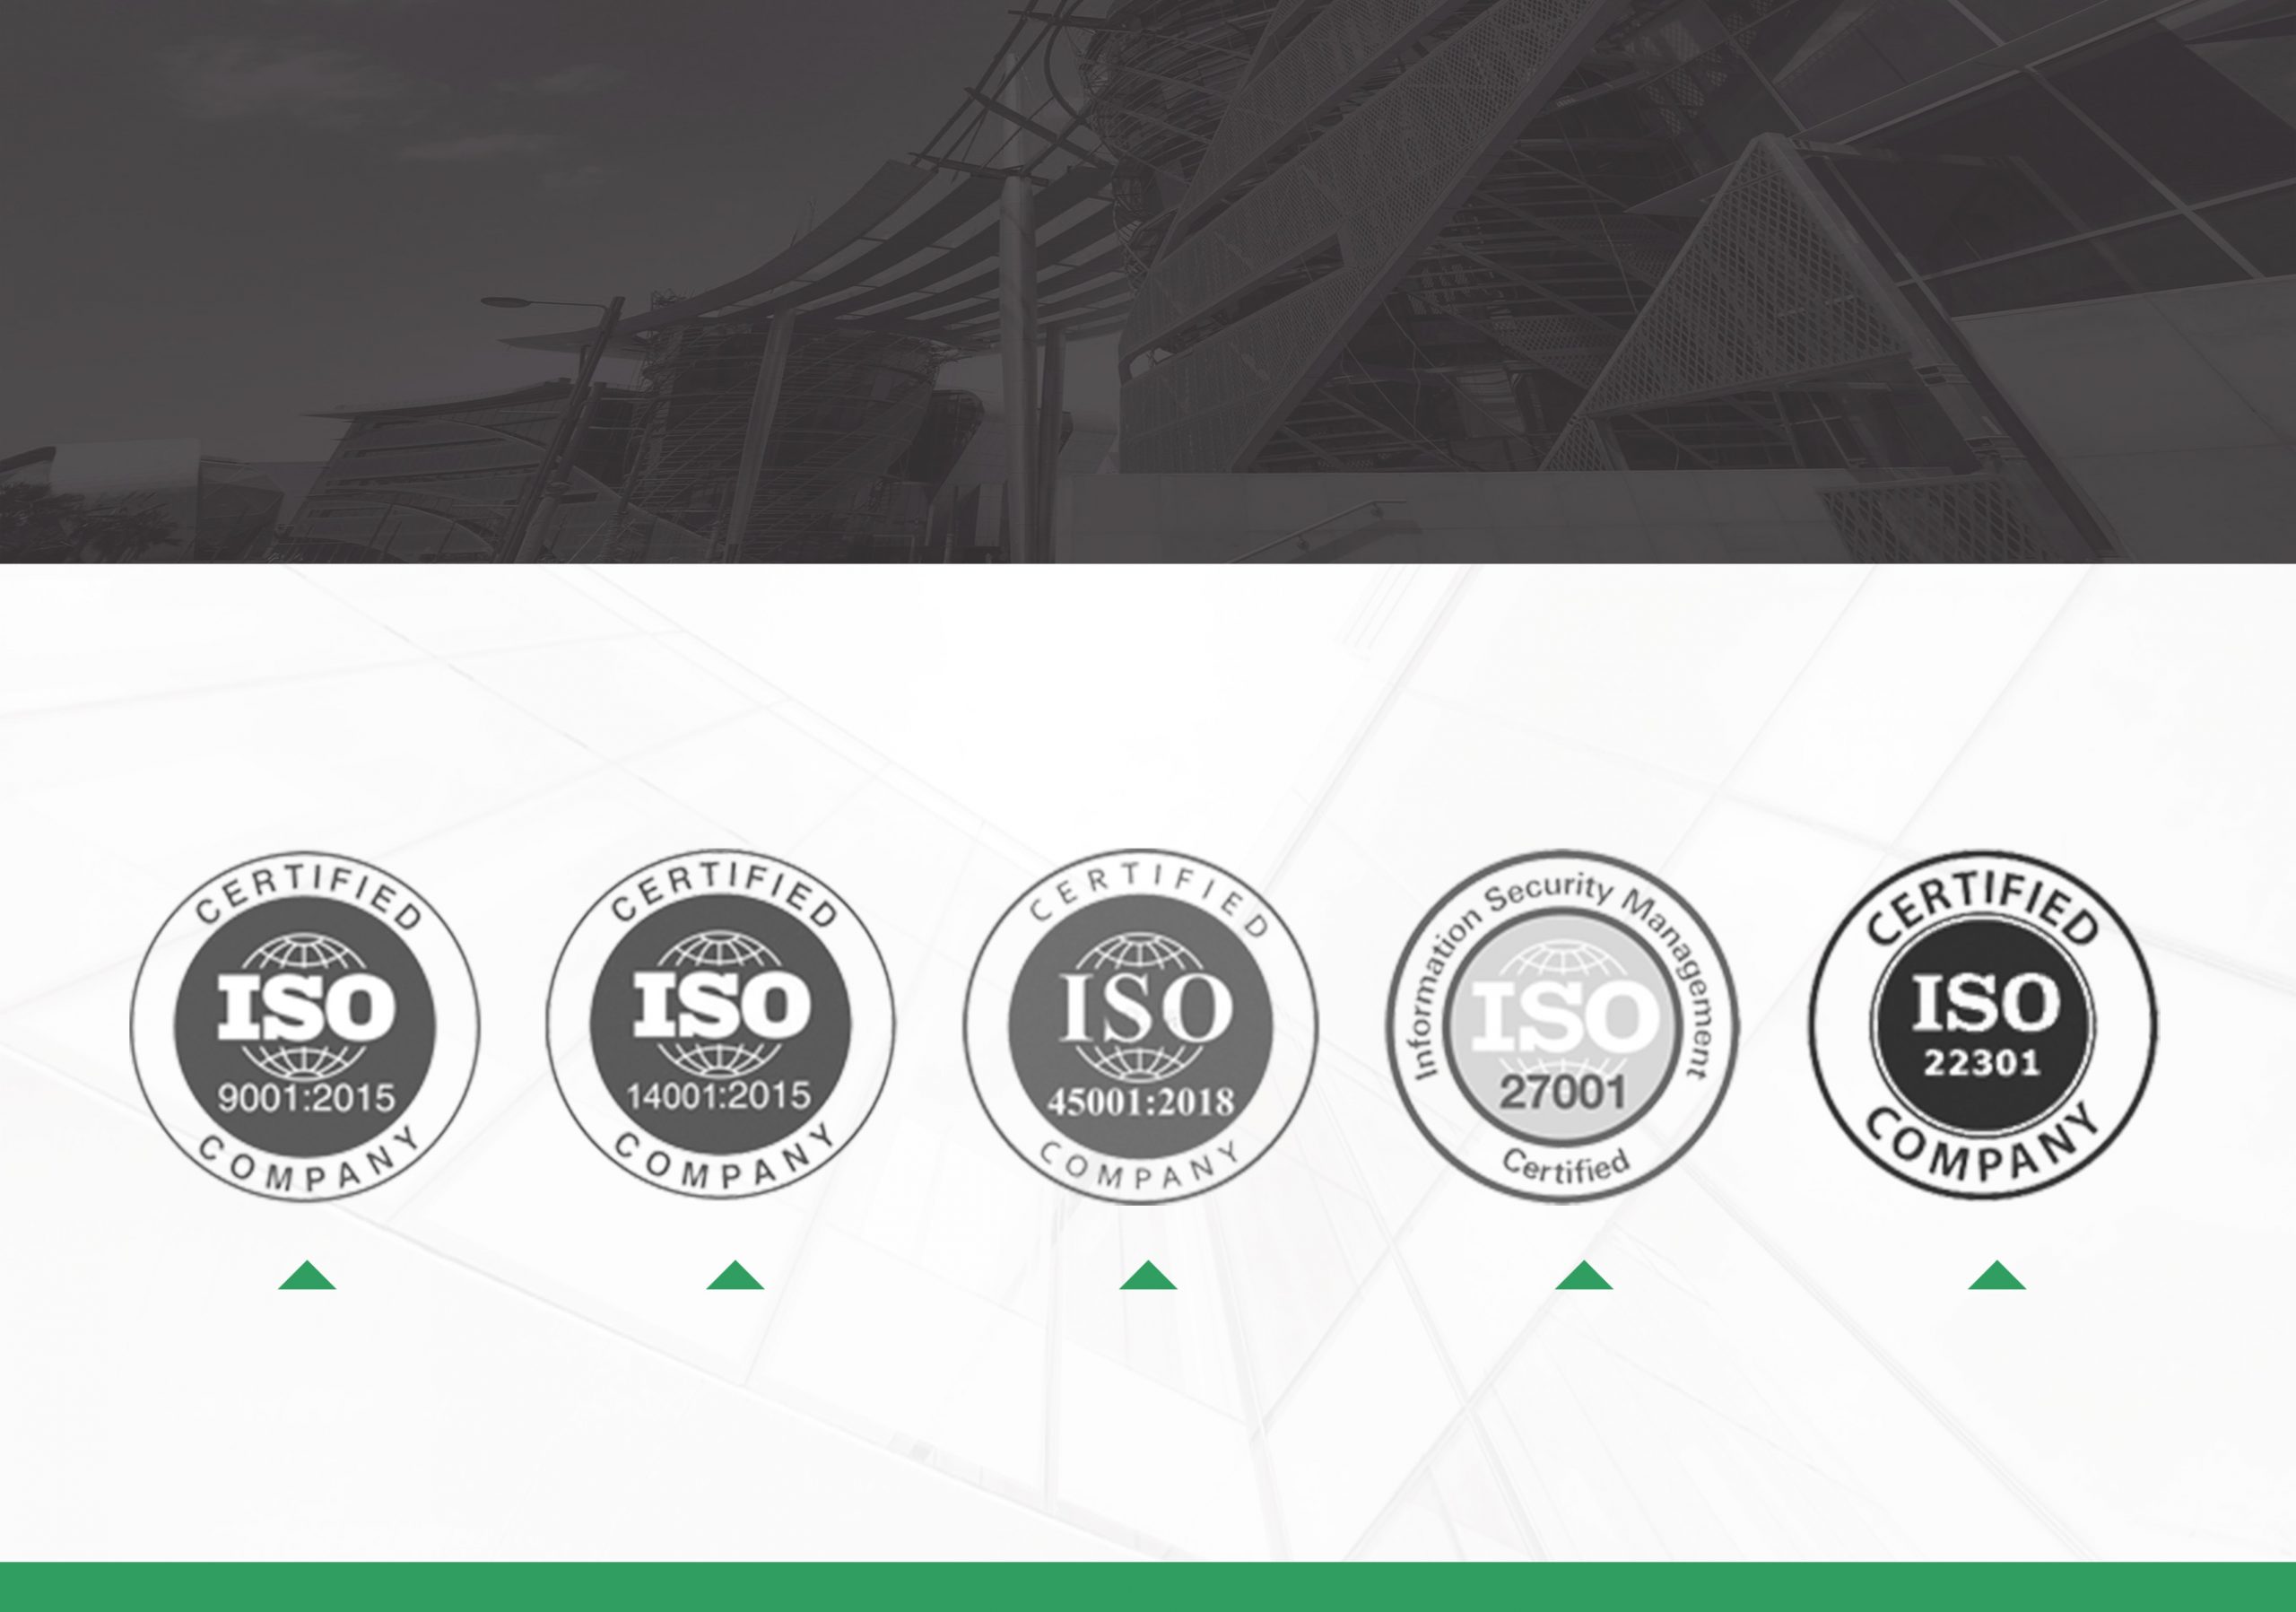 CERTIFIED
ISO
9001:2015
COMPANY
CERTIFIED
ISO
14001:2015
COMPANY
CERTIFIED
ISO
45001:2018
COMPANY
Information Security Management
ISO
27001
Certified
CERTIFIED
ISO
22301
COMPANY